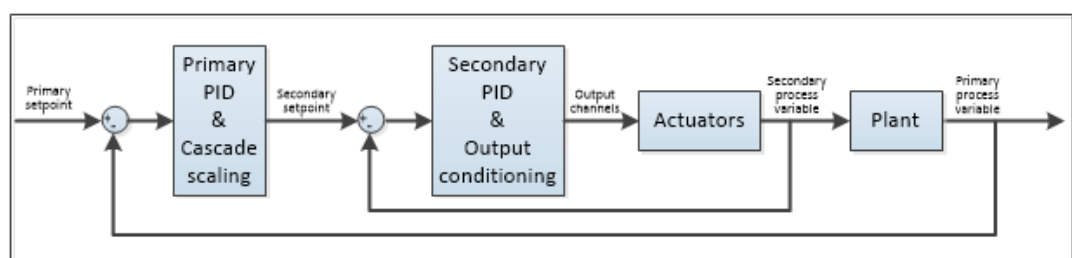 Primary
setpoint
+
-
Primary
PID
&
Cascade
scaling
Secondary
setpoint
+
-
Secondary
PID
&
Output
conditioning
Output
channels
Actuators
Secondary
process
variable
Plant
Primary
process
variable